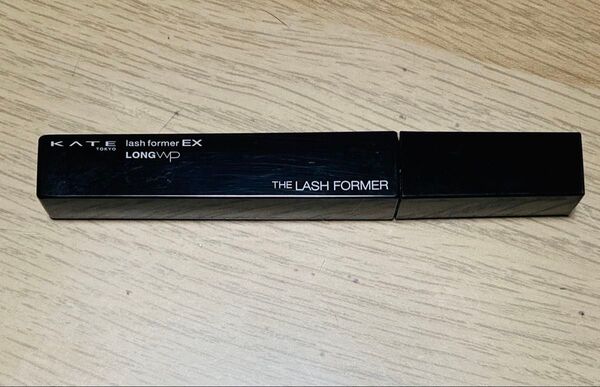 KATE
TOKYO
lash former EX
LONG wp
THE LASH FORMER